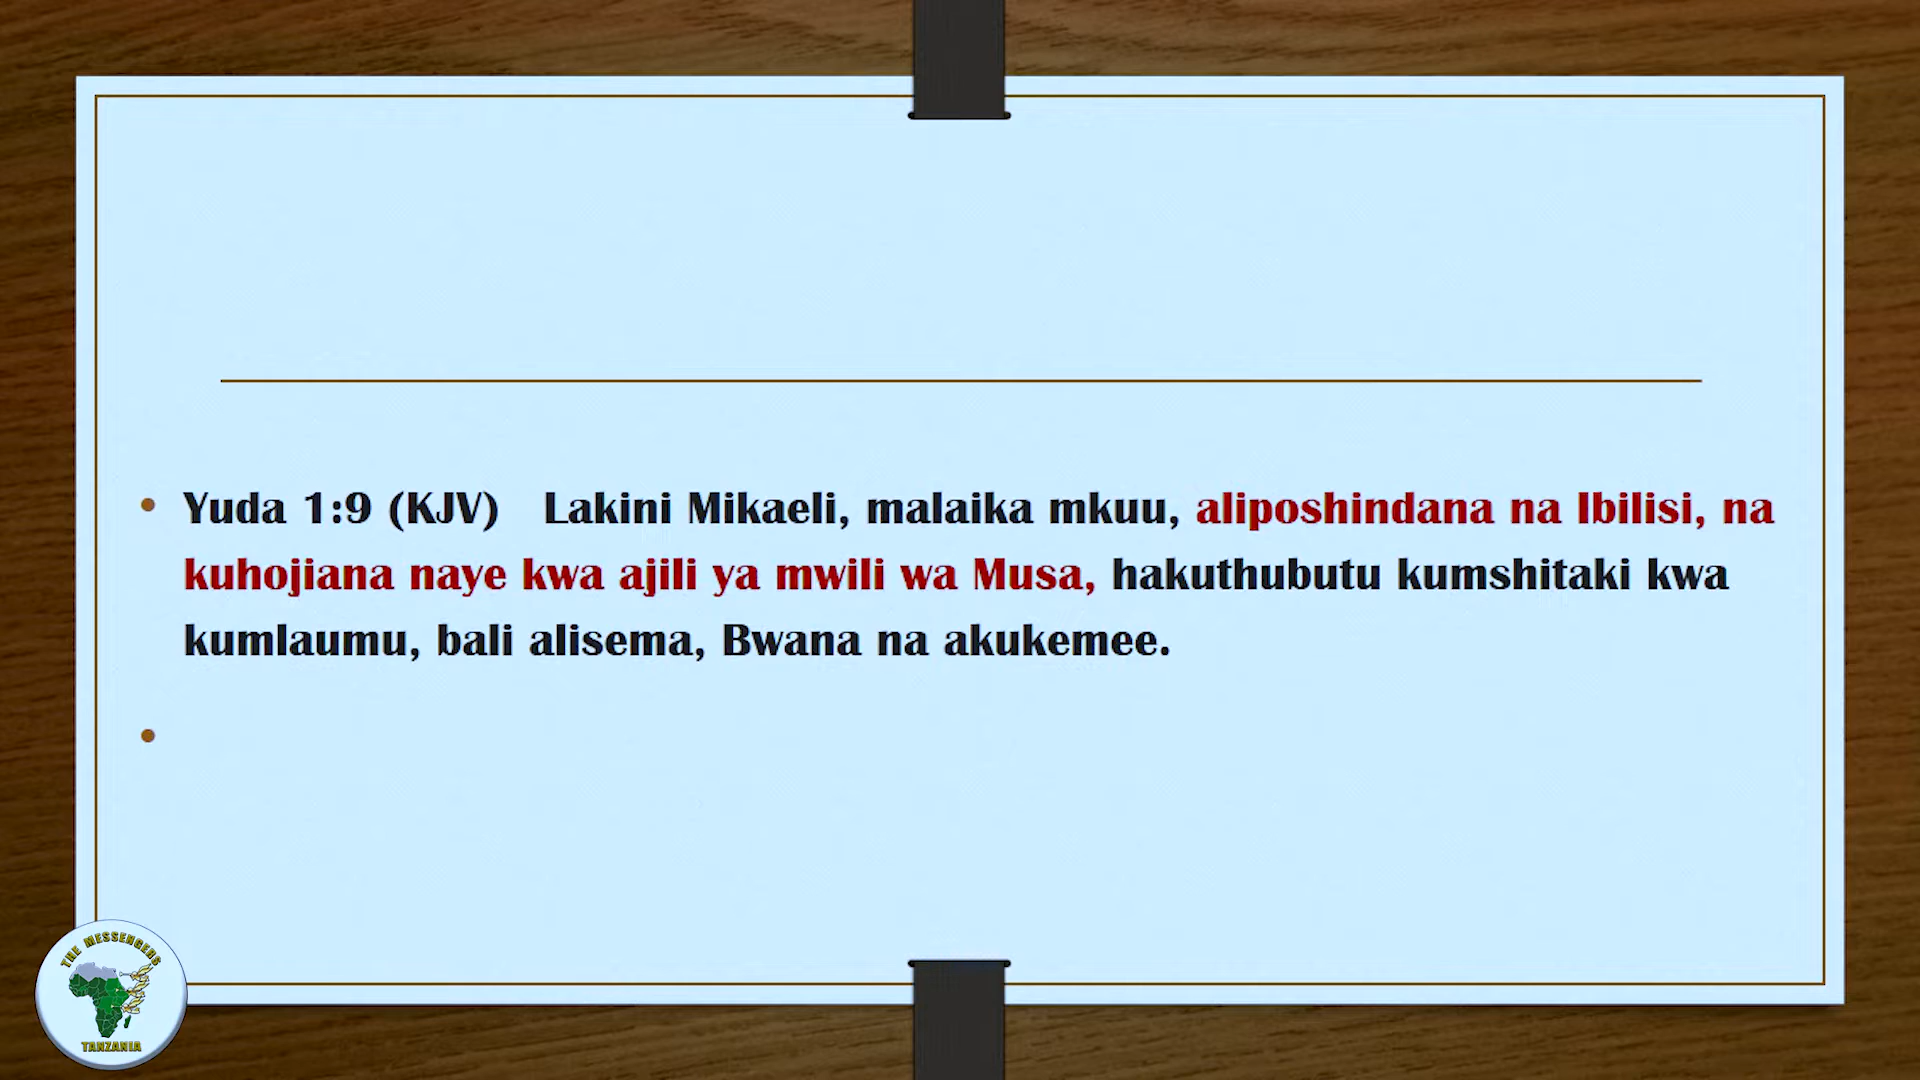 Yuda 1:9 (KJV) Lakini Mikaeli, malaika mkuu, aliposhindana na Ibilisi, na
kuhojiana naye kwa ajili ya mwili wa Musa, hakuthubutu kumshitaki kwa
kumlaumu, bali alisema, Bwana na akukemee.
THE MESSENGERS
TANZANIA